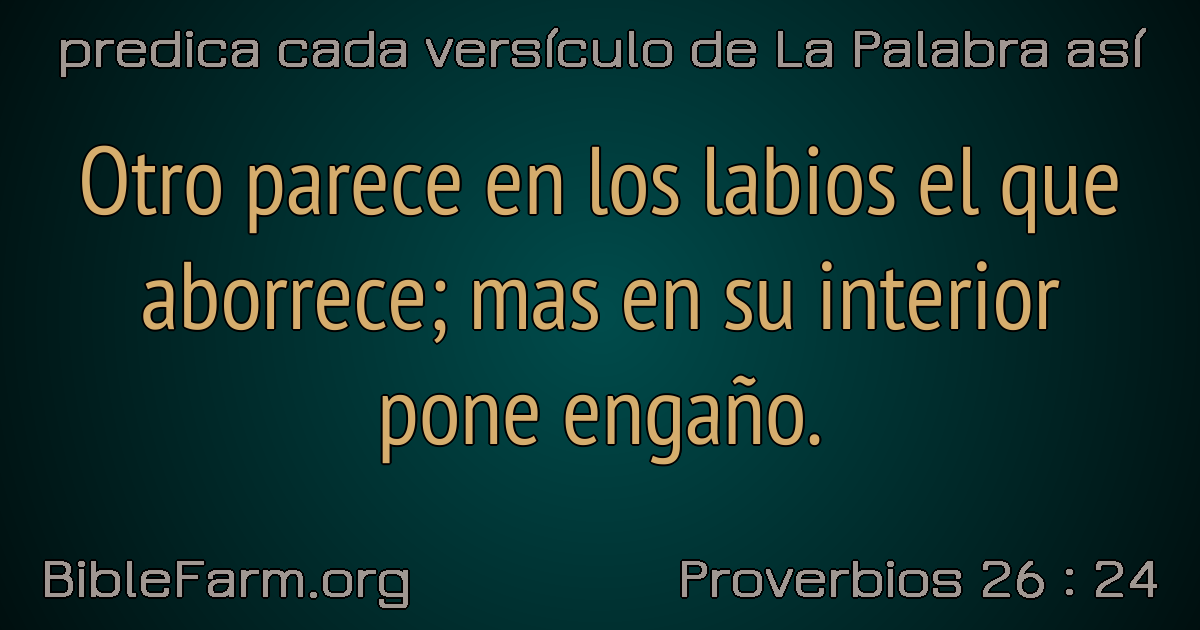 predica cada versículo de La Palabra así
Otro parece en los labios el que
aborrece; mas en su interior
pone engaño.
BibleFarm.org
Proverbios 26 : 24